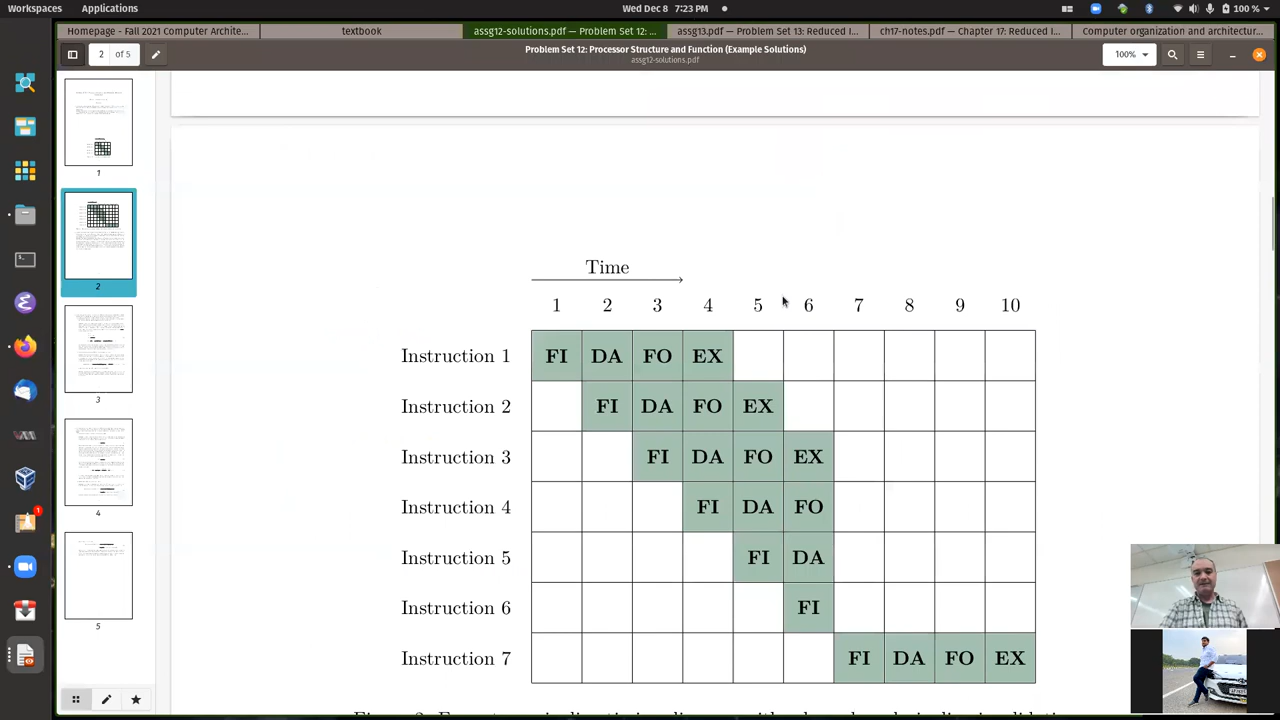 Workspaces Applications Wed Dec 8 7:23 PM 100 %
Homepage - Fall 2021 Computer Archite... textbook assg12-solutions.pdf — Problem Set 12: ... assg13.pdf — Problem Set 13: Reduced I... ch17-notes.pdf — Chapter 17: Reduced I... Computer organization and architectur...
2 of 5 Problem Set 12: Processor Structure and Function (Example Solutions) 100%
assg12-solutions.pdf
1
2
3
4
5
Time
1 2 3 4 5 6 7 8 9 10
Instruction 1 FI DA FO EX
Instruction 2 FI DA FO EX
Instruction 3 FI DA FO EX
Instruction 4 FI DA FO
Instruction 5 FI DA
Instruction 6 FI
Instruction 7 FI DA FO EX